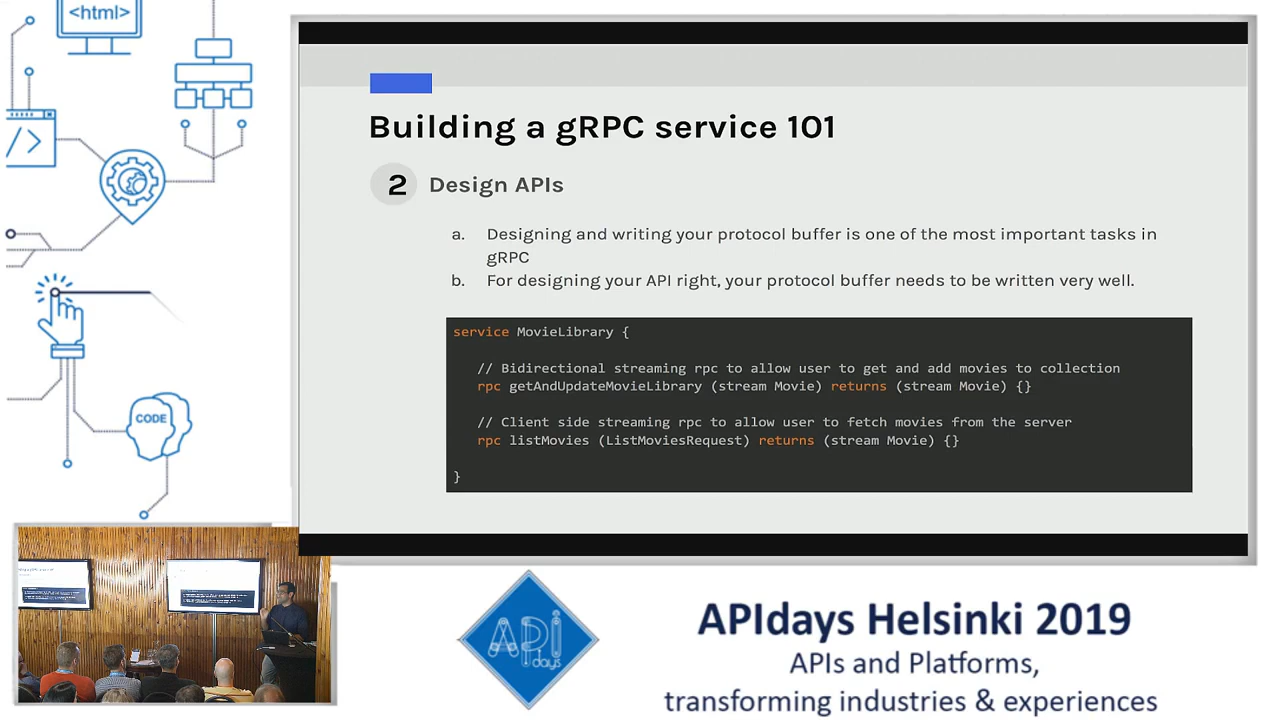 <html>
</>
CODE
Building a gRPC service 101
2 Design APIs
a. Designing and writing your protocol buffer is one of the most important tasks in
gRPC
b. For designing your API right, your protocol buffer needs to be written very well.
service MovieLibrary {
// Bidirectional streaming rpc to allow user to get and add movies to collection
rpc getAndUpdateMovieLibrary (stream Movie) returns (stream Movie) {}
// Client side streaming rpc to allow user to fetch movies from the server
rpc listMovies (ListMoviesRequest) returns (stream Movie) {}
}
API
days
APIdays Helsinki 2019
APIs and Platforms,
transforming industries & experiences